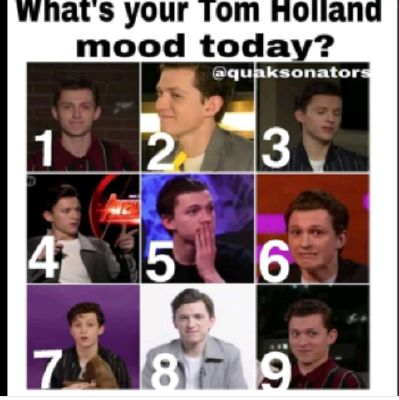 What's your Tom Holland
mood today?
@quaksonators
1 2 3
4 5 6
7 8 9